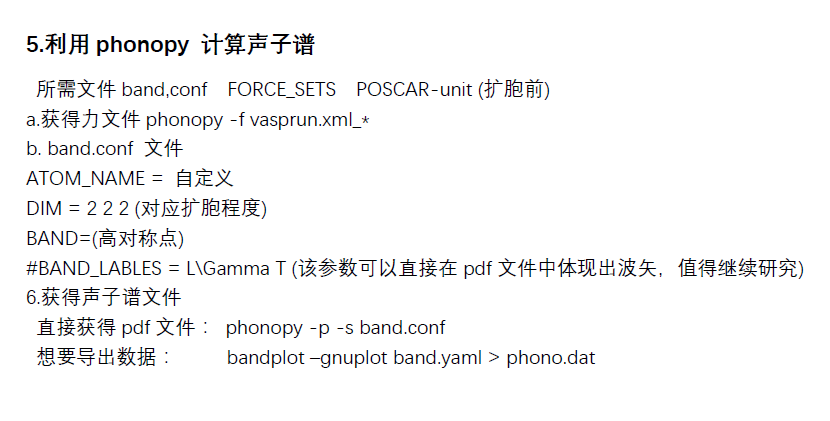 5.利用 phonopy 计算声子谱
所需文件 band,conf FORCE_SETS POSCAR-unit (扩胞前)
a.获得力文件 phonopy -f vasprun.xml_*
b. band.conf 文件
ATOM_NAME = 自定义
DIM = 2 2 2 (对应扩胞程度)
BAND=(高对称点)
#BAND_LABLES = L\Gamma T (该参数可以直接在 pdf 文件中体现出波矢，值得继续研究)
6.获得声子谱文件
直接获得 pdf 文件： phonopy -p -s band.conf
想要导出数据： bandplot –gnuplot band.yaml > phono.dat